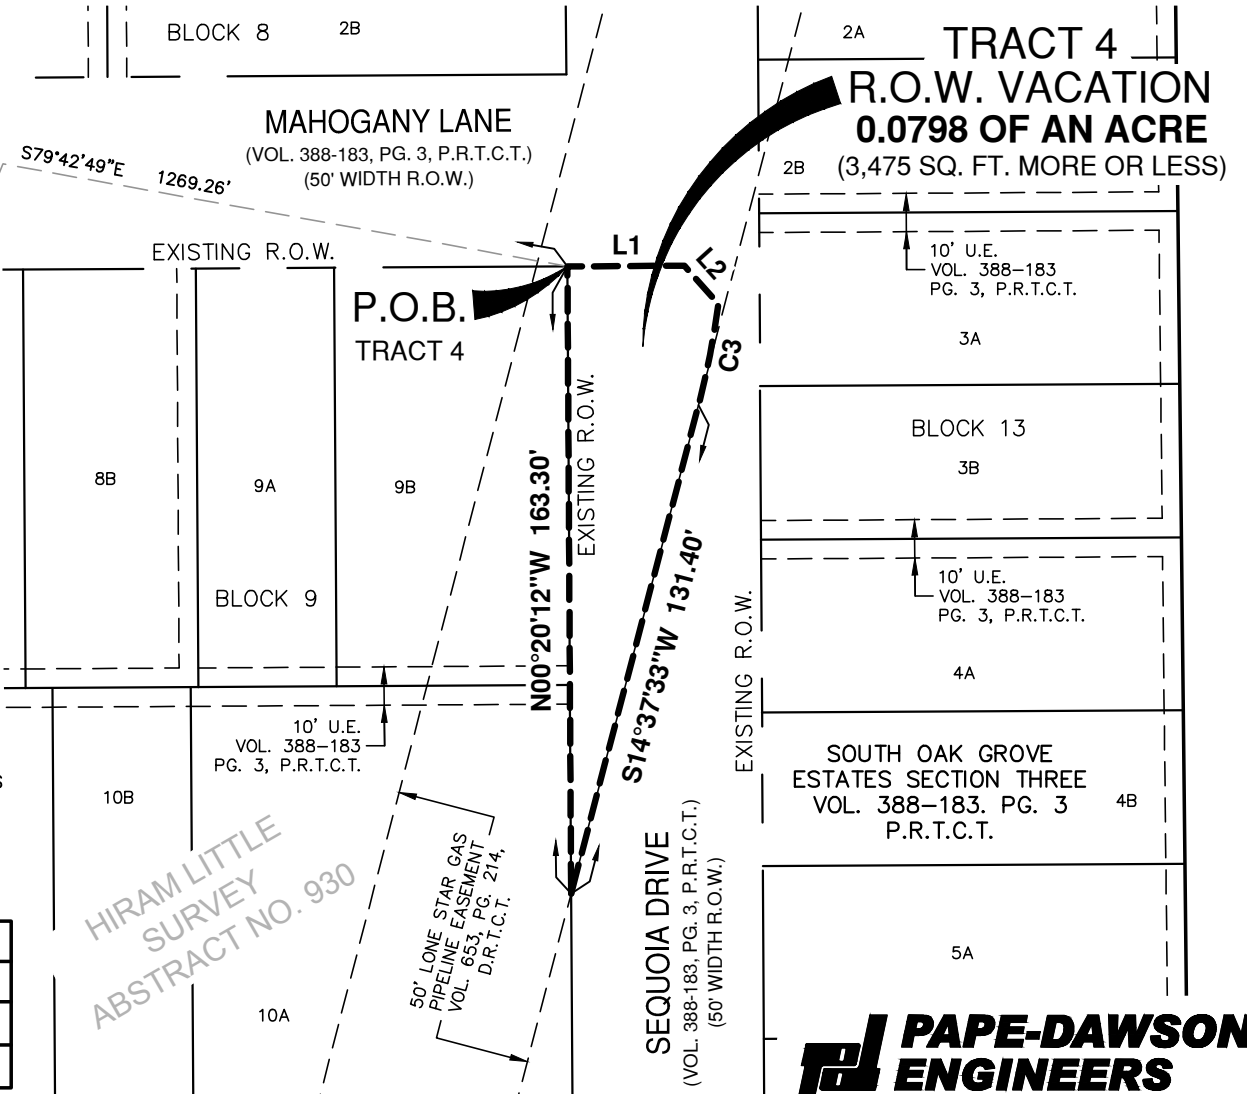 BLOCK 8
2B
2A
TRACT 4
R.O.W. VACATION
0.0798 OF AN ACRE
(3,475 SQ. FT. MORE OR LESS)
MAHOGANY LANE
(VOL. 388-183, PG. 3, P.R.T.C.T.)
(50' WIDTH R.O.W.)
S79°42'49"E 1269.26'
2B
EXISTING R.O.W.
L1
L2
10' U.E.
VOL. 388-183
PG. 3, P.R.T.C.T.
P.O.B.
TRACT 4
C3
3A
EXISTING R.O.W.
BLOCK 13
3B
8B
9A
9B
N00°20'12"W 163.30'
S14°37'33"W 131.40'
BLOCK 9
10' U.E.
VOL. 388-183
PG. 3, P.R.T.C.T.
EXISTING R.O.W.
4A
10' U.E.
VOL. 388-183
PG. 3, P.R.T.C.T.
SOUTH OAK GROVE
ESTATES SECTION THREE
VOL. 388-183. PG. 3
P.R.T.C.T.
4B
S
10B
HIRAM LITTLE
SURVEY
ABSTRACT NO. 930
50' LONE STAR GAS
PIPELINE EASEMENT
VOL. 653, PG. 214,
D.R.T.C.T.
SEQUOIA DRIVE
(VOL. 388-183, PG. 3, P.R.T.C.T.)
(50' WIDTH R.O.W.)
5A
10A
PAPE-DAWSON
ENGINEERS